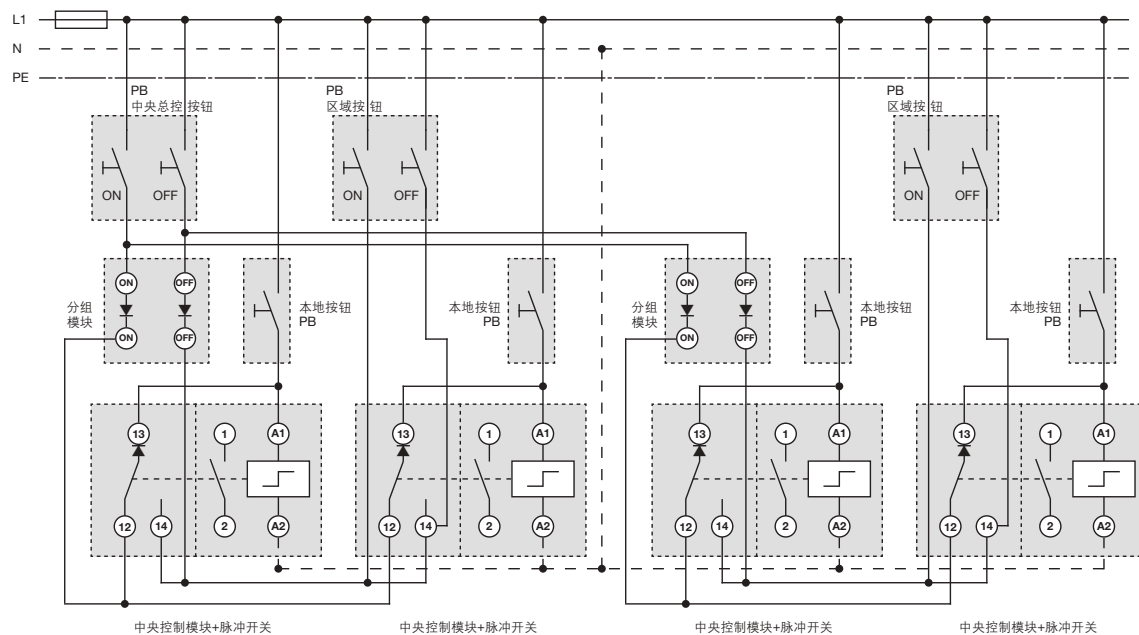 L1
N
PE
PB
中央总控 按钮
PB
区域按 钮
PB
区域按 钮
ON
OFF
ON
OFF
ON
OFF
ON
OFF
ON
OFF
分组
模块
本地按钮
PB
本地按钮
PB
分组
模块
本地按钮
PB
本地按钮
PB
ON
OFF
ON
OFF
13
1
A1
13
1
A1
13
1
A1
13
1
A1
12
14
2
A2
12
14
2
A2
12
14
2
A2
12
14
2
A2
中央控制模块+脉冲开关
中央控制模块+脉冲开关
中央控制模块+脉冲开关
中央控制模块+脉冲开关